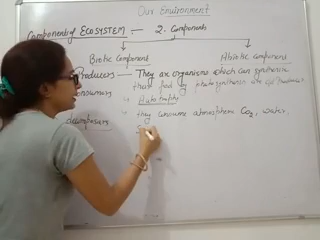 Our Environment
Components of ECOSYSTEM :- 2 Components
Biotic Component Abiotic component
Producers — They are organisms which can synthesise
their food by photosynthesis
consumers
Autotrophs
They consume atmospheric CO2, water,
decomposers